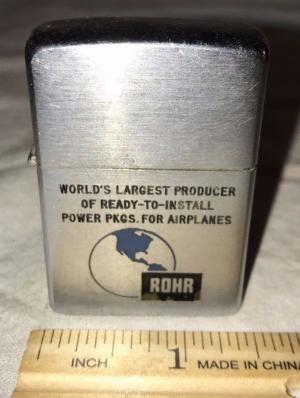 WORLD'S LARGEST PRODUCER
OF READY-TO-INSTALL
POWER PKGS. FOR AIRPLANES
ROHR
INCH 1 MADE IN CHINA